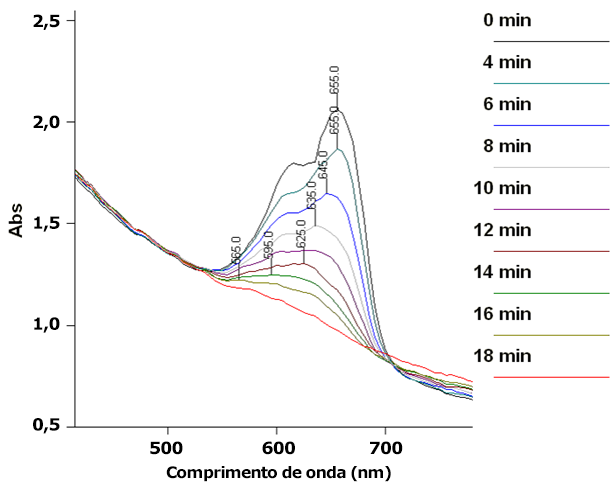 2,5
2,0
1,5
1,0
0,5
Abs
500
600
700
Comprimento de onda (nm)
565.0
595.0
625.0
635.0
645.0
655.0
655.0
0 min
4 min
6 min
8 min
10 min
12 min
14 min
16 min
18 min